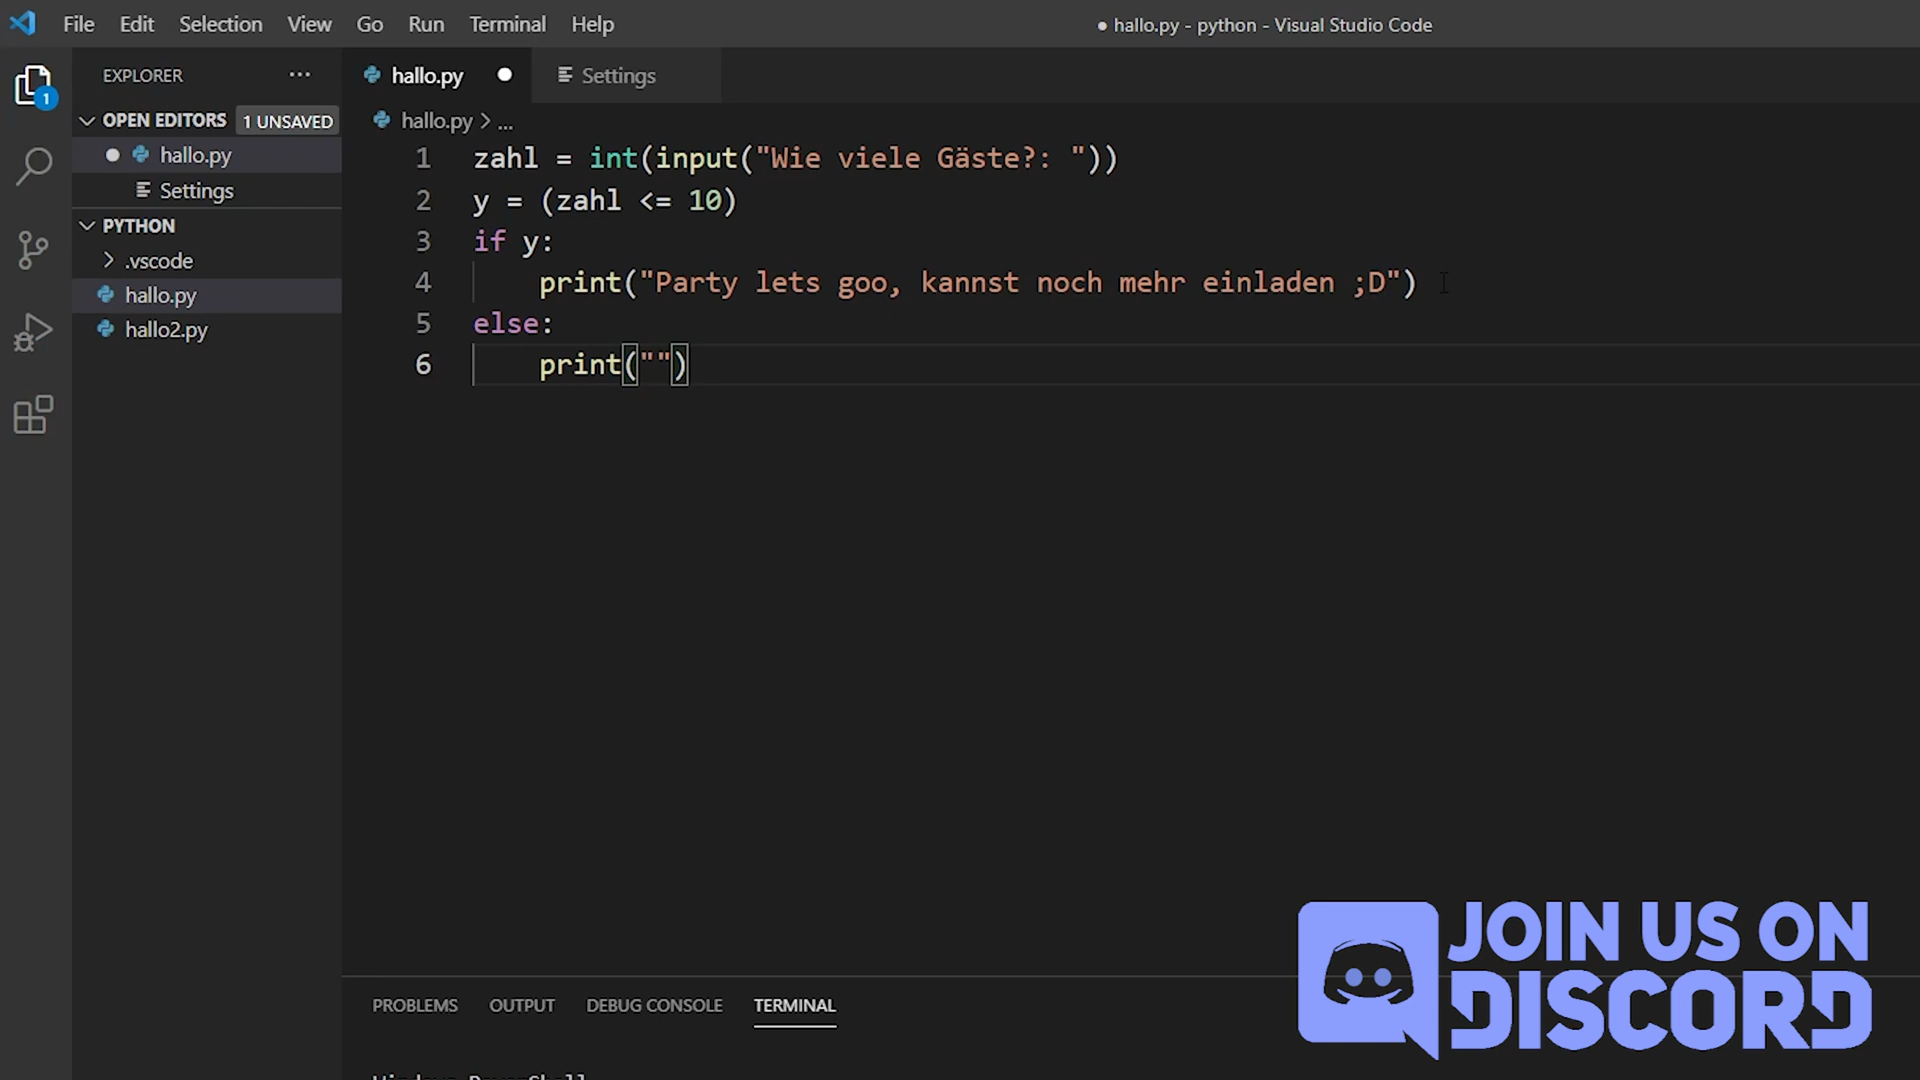 File Edit Selection View Go Run Terminal Help
● hallo.py - python - Visual Studio Code
EXPLORER ···
hallo.py ●
Settings
1
OPEN EDITORS 1 UNSAVED
hallo.py > ...
● hallo.py
Settings
PYTHON
.vscode
hallo.py
hallo2.py
1 zahl = int(input("Wie viele Gäste?: "))
2 y = (zahl <= 10)
3 if y:
4 print("Party lets goo, kannst noch mehr einladen ;D")
5 else:
6 print("")
JOIN US ON
DISCORD
PROBLEMS OUTPUT DEBUG CONSOLE TERMINAL
Windows PowerShell